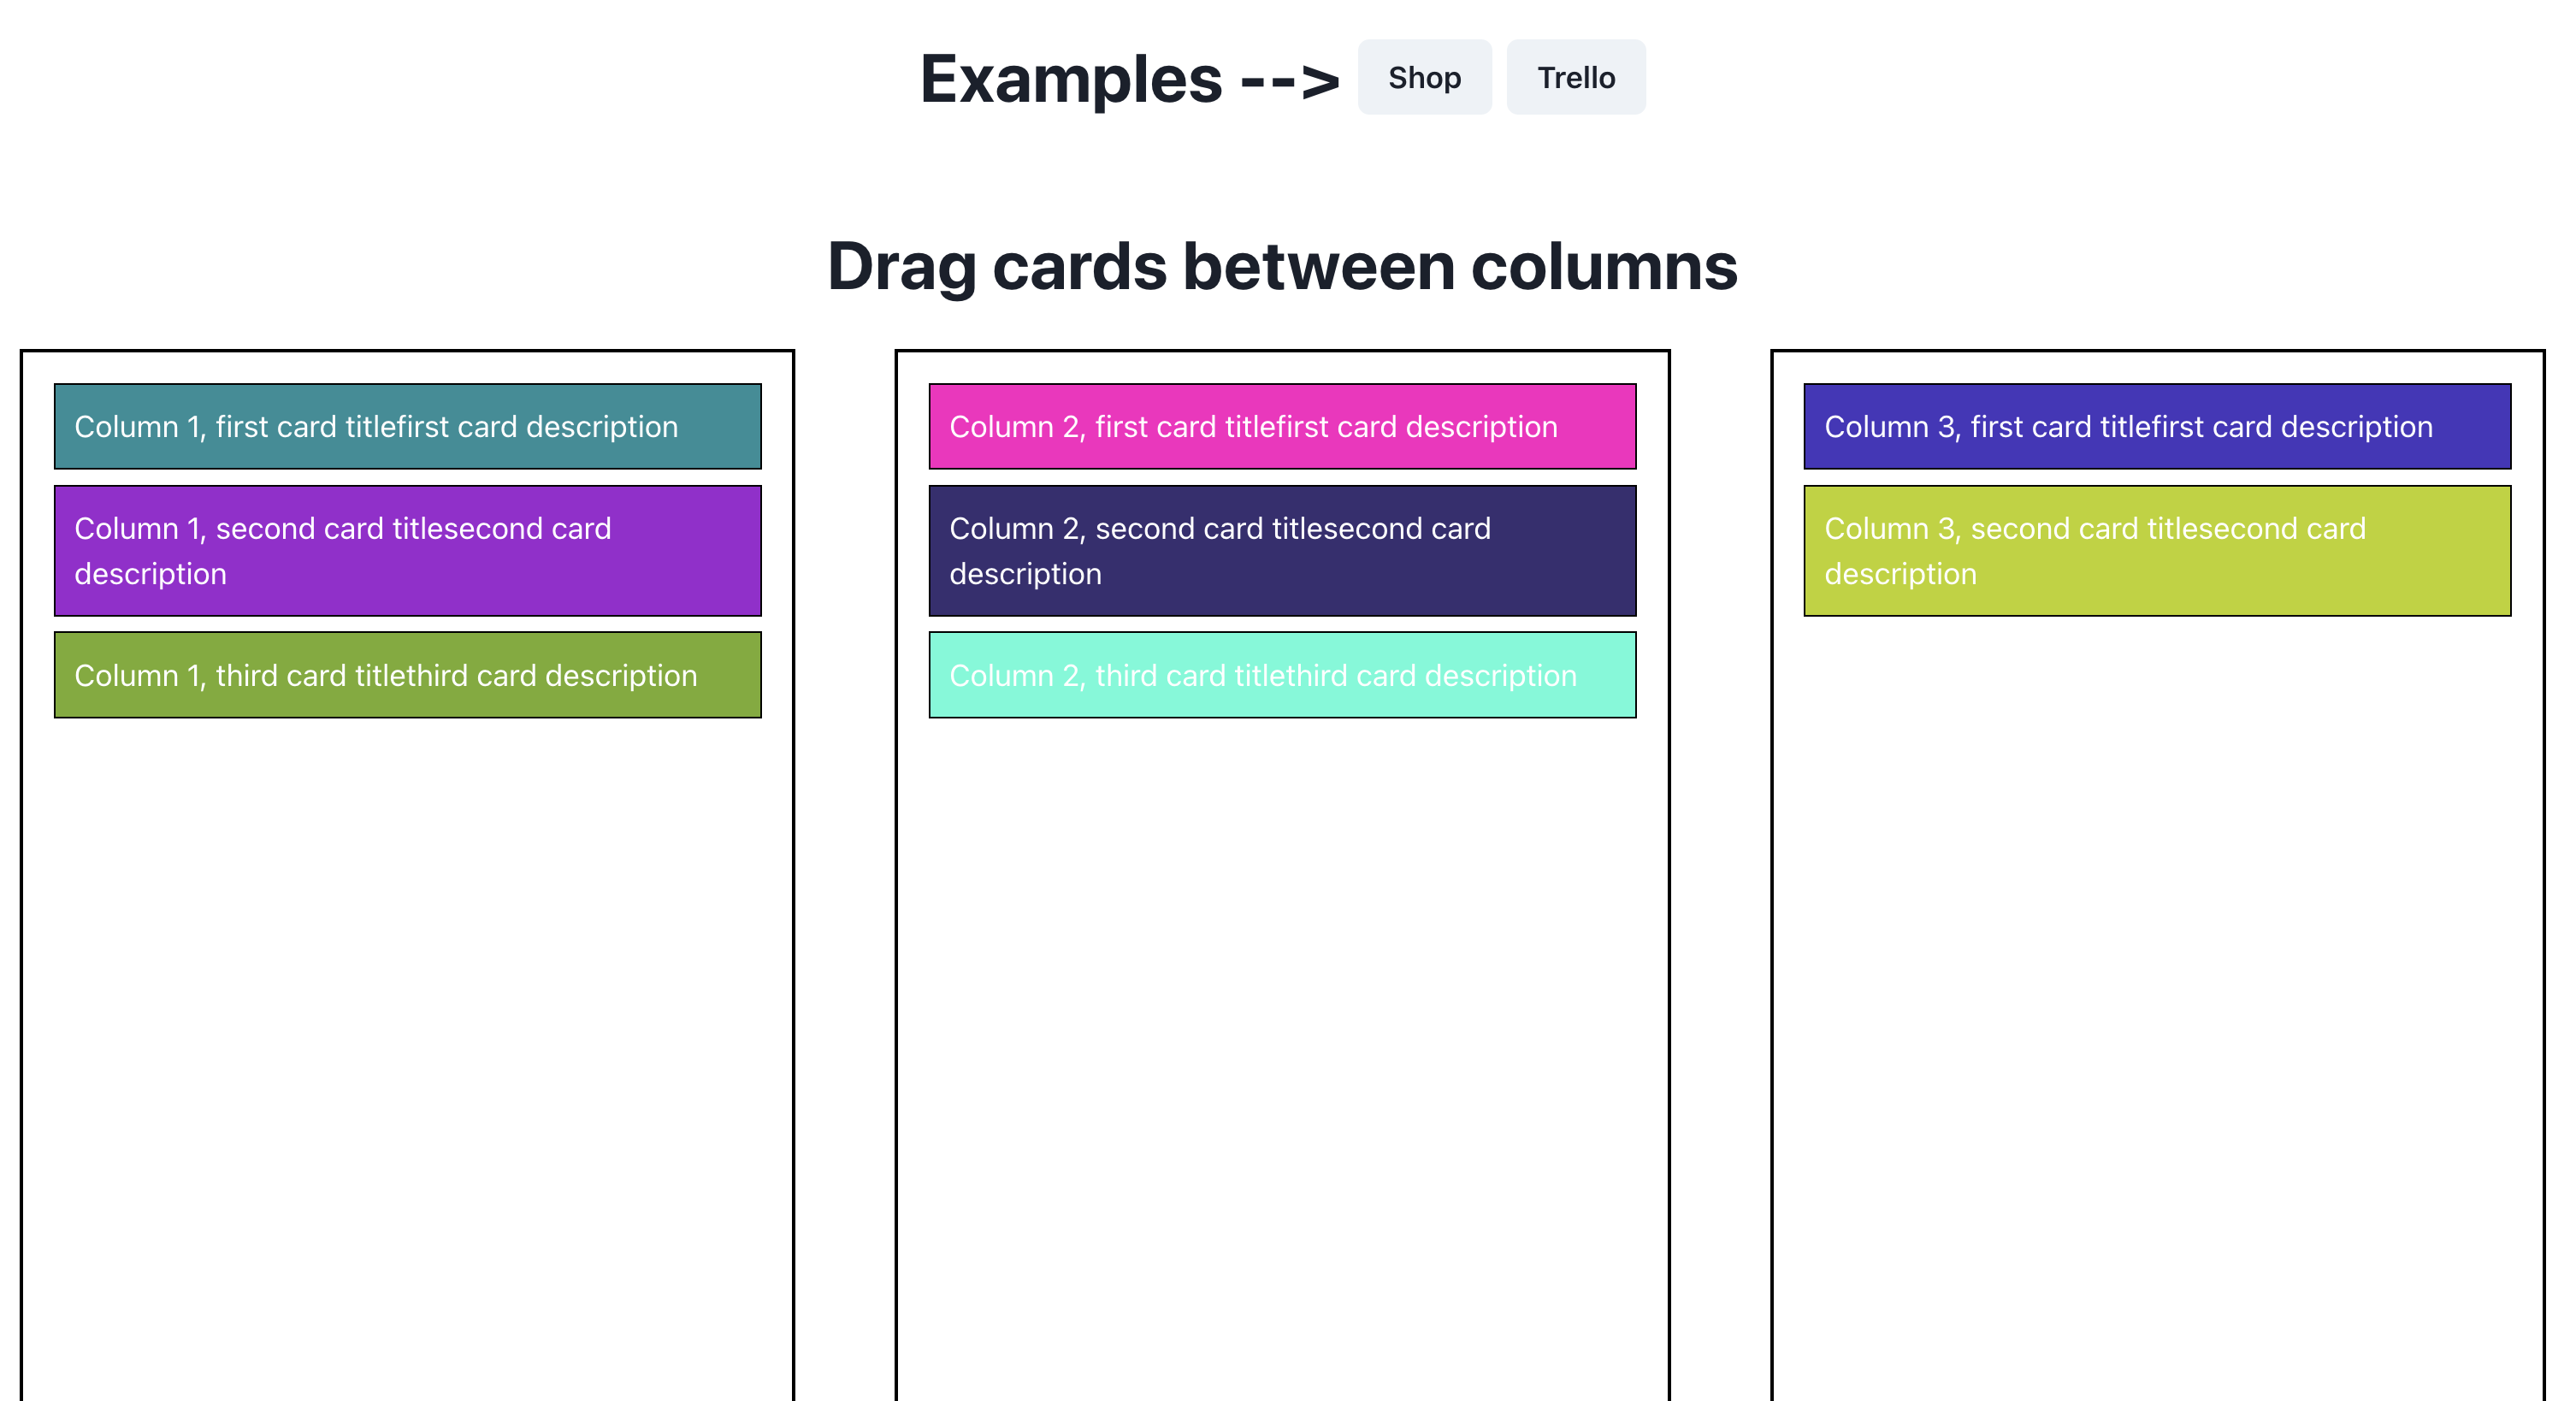 Examples --> Shop Trello
Drag cards between columns
Column 1, first card titlefirst card description
Column 1, second card titlesecond card
description
Column 1, third card titlethird card description
Column 2, first card titlefirst card description
Column 2, second card titlesecond card
description
Column 2, third card titlethird card description
Column 3, first card titlefirst card description
Column 3, second card titlesecond card
description